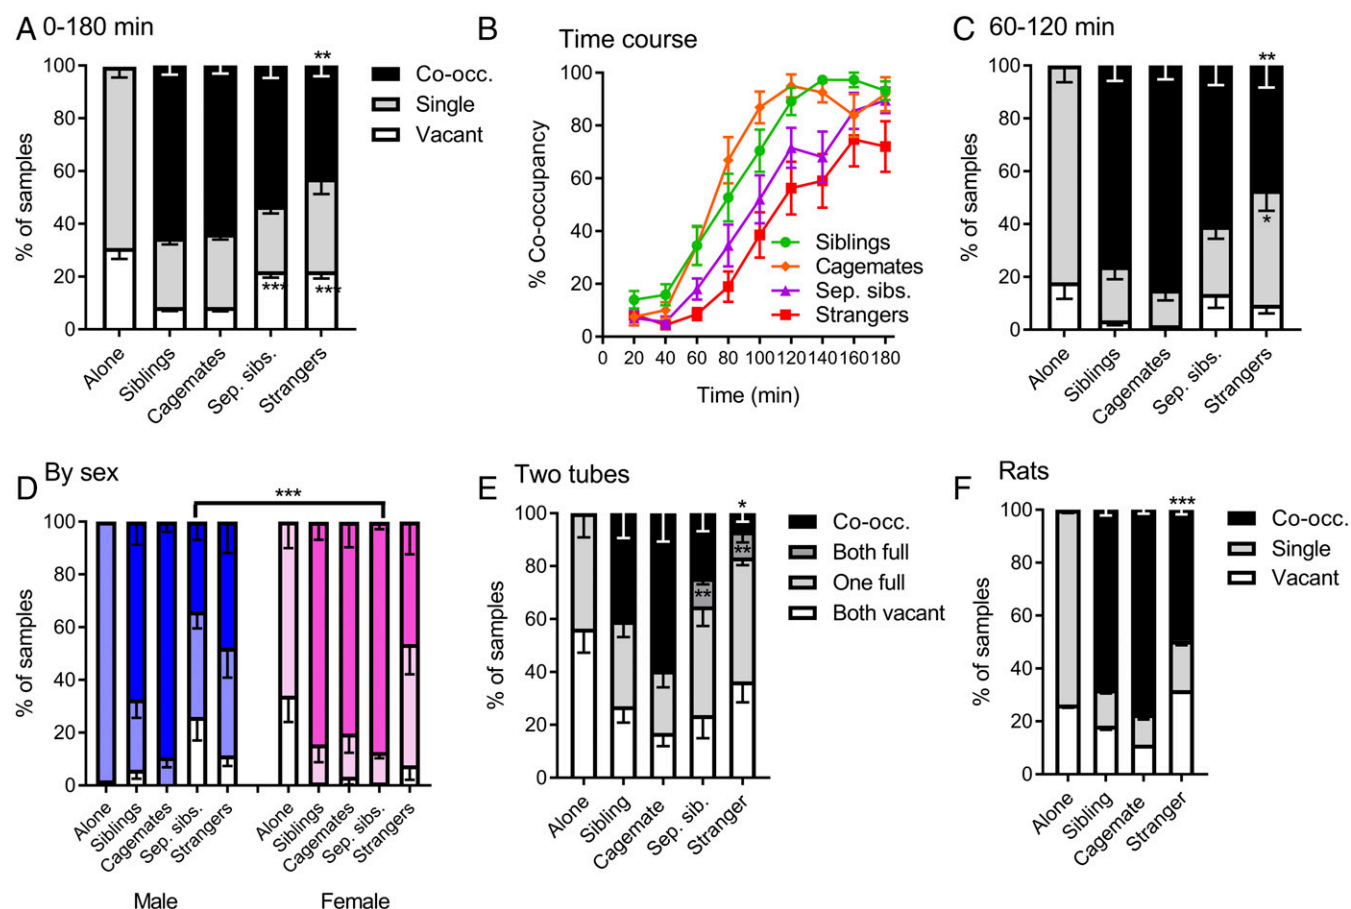 A 0-180 min
**
100
80
60
40
20
0
% of samples
Co-occ.
Single
Vacant
***
***
Alone
Siblings
Cagemates
Sep. sibs.
Strangers
B
Time course
100
80
60
40
20
0
% Co-occupancy
Siblings
Cagemates
Sep. sibs.
Strangers
0 20 40 60 80 100 120 140 160 180
Time (min)
C 60-120 min
**
100
80
60
40
20
0
% of samples
*
Alone
Siblings
Cagemates
Sep. sibs.
Strangers
D By sex
***
100
80
60
40
20
0
% of samples
Alone
Siblings
Cagemates
Sep. sibs.
Strangers
Alone
Siblings
Cagemates
Sep. sibs.
Strangers
Male
Female
E Two tubes
*
100
80
60
40
20
0
% of samples
**
**
Co-occ.
Both full
One full
Both vacant
Alone
Sibling
Cagemate
Sep. sib.
Stranger
F Rats
***
100
80
60
40
20
0
% of samples
Co-occ.
Single
Vacant
Alone
Sibling
Cagemate
Stranger